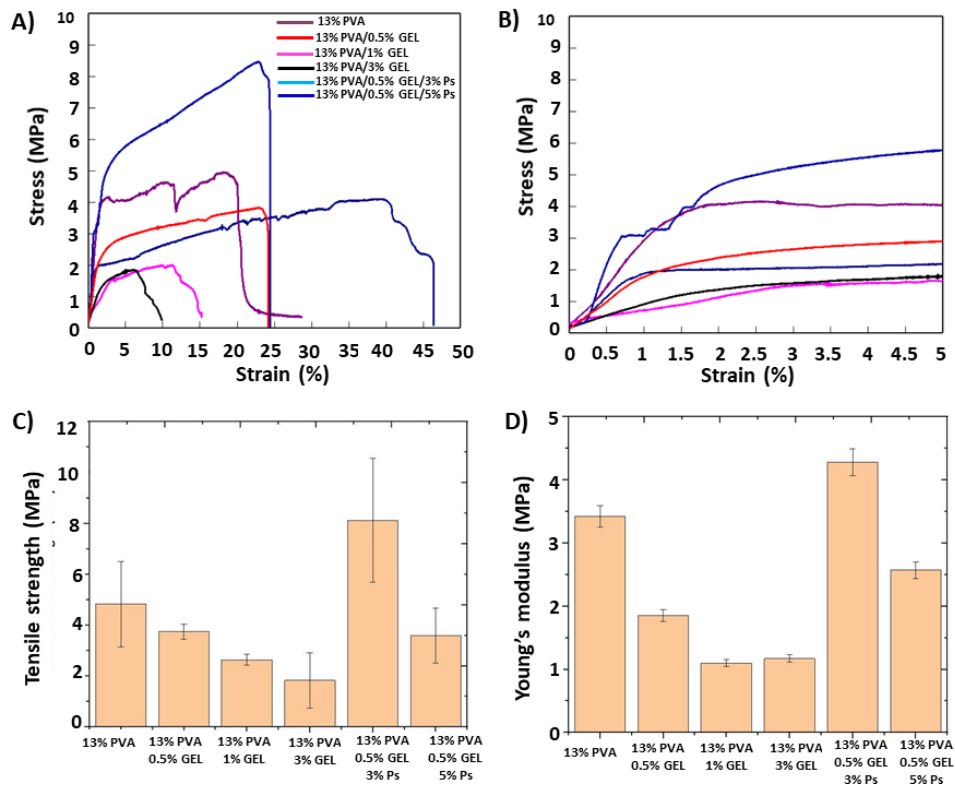 A)
10
9
8
7
6
5
4
3
2
1
0
Stress (MPa)
0 5 10 15 20 25 30 35 40 45 50
Strain (%)
13% PVA
13% PVA/0.5% GEL
13% PVA/1% GEL
13% PVA/3% GEL
13% PVA/0.5% GEL/3% Ps
13% PVA/0.5% GEL/5% Ps
B)
10
9
8
7
6
5
4
3
2
1
0
Stress (MPa)
0 0.5 1 1.5 2 2.5 3 3.5 4 4.5 5
Strain (%)
C)
12
10
8
6
4
2
0
Tensile strength (MPa)
13% PVA
13% PVA
0.5% GEL
13% PVA
1% GEL
13% PVA
3% GEL
13% PVA
0.5% GEL
3% Ps
13% PVA
0.5% GEL
5% Ps
D)
5
4
3
2
1
0
Young's modulus (MPa)
13% PVA
13% PVA
0.5% GEL
13% PVA
1% GEL
13% PVA
3% GEL
13% PVA
0.5% GEL
3% Ps
13% PVA
0.5% GEL
5% Ps